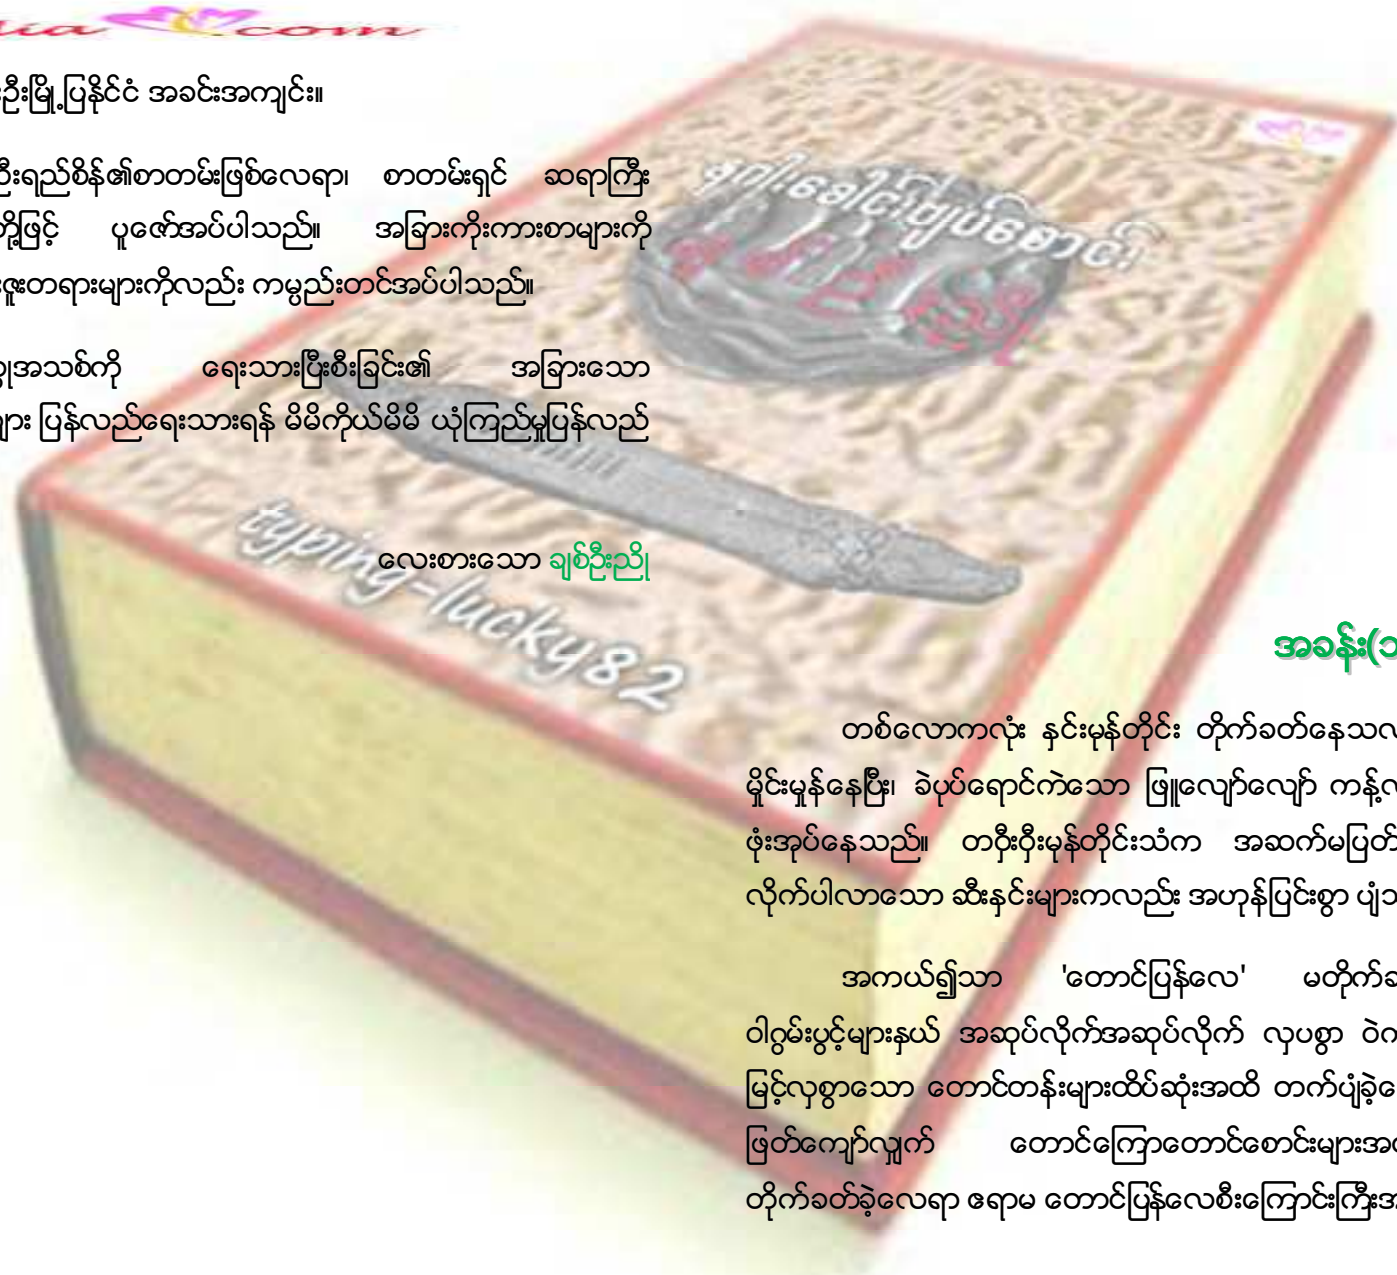 com
းဦးမြို့ပြနိုင်ငံ အခင်းအကျင်း။
ဦးရည်စိန်၏စာတမ်းဖြစ်လေရာ၊ စာတမ်းရှင် ဆရာကြီး
တို့ဖြင့် ပူဇော်အပ်ပါသည်။ အခြားကိုးကားစာများကို
းဇူးတရားများကိုလည်း ကမ္ပည်းတင်အပ်ပါသည်။
အသစ်ကို ရေးသားပြီးစီးခြင်း၏ အခြားသော
များ ပြန်လည်ရေးသားရန် မိမိကိုယ်မိမိ ယုံကြည်မှုပြန်လည်
လေးစားသော ချစ်ဦးညို
typing-lucky82
အခန်း(
တစ်လောကလုံး နှင်းမုန်တိုင်း တိုက်ခတ်နေသလ
မှိုင်းမှုန်နေပြီး၊ ခဲပုပ်ရောင်ကဲသော ဖြူလျော်လျော် ကန့်လ
ဖုံးအုပ်နေသည်။ တဝှီးဝှီးမုန်တိုင်းသံက အဆက်မပြတ်
လိုက်ပါလာသော ဆီးနှင်းများကလည်း အဟုန်ပြင်းစွာ ပျံသ
အကယ်၍သာ 'တောင်ပြန်လေ' မတိုက်ခ
ဝါဂွမ်းပွင့်များနှယ် အဆုပ်လိုက်အဆုပ်လိုက် လှပစွာ ဝဲက
မြင့်လှစွာသော တောင်တန်းများထိပ်ဆုံးအထိ တက်ပျံခဲ့လေ
ဖြတ်ကျော်လျှက် တောင်ကြောတောင်စောင်းများအ
တိုက်ခတ်ခဲ့လေရာ ဧရာမ တောင်ပြန်လေစီးကြောင်းကြီးအ